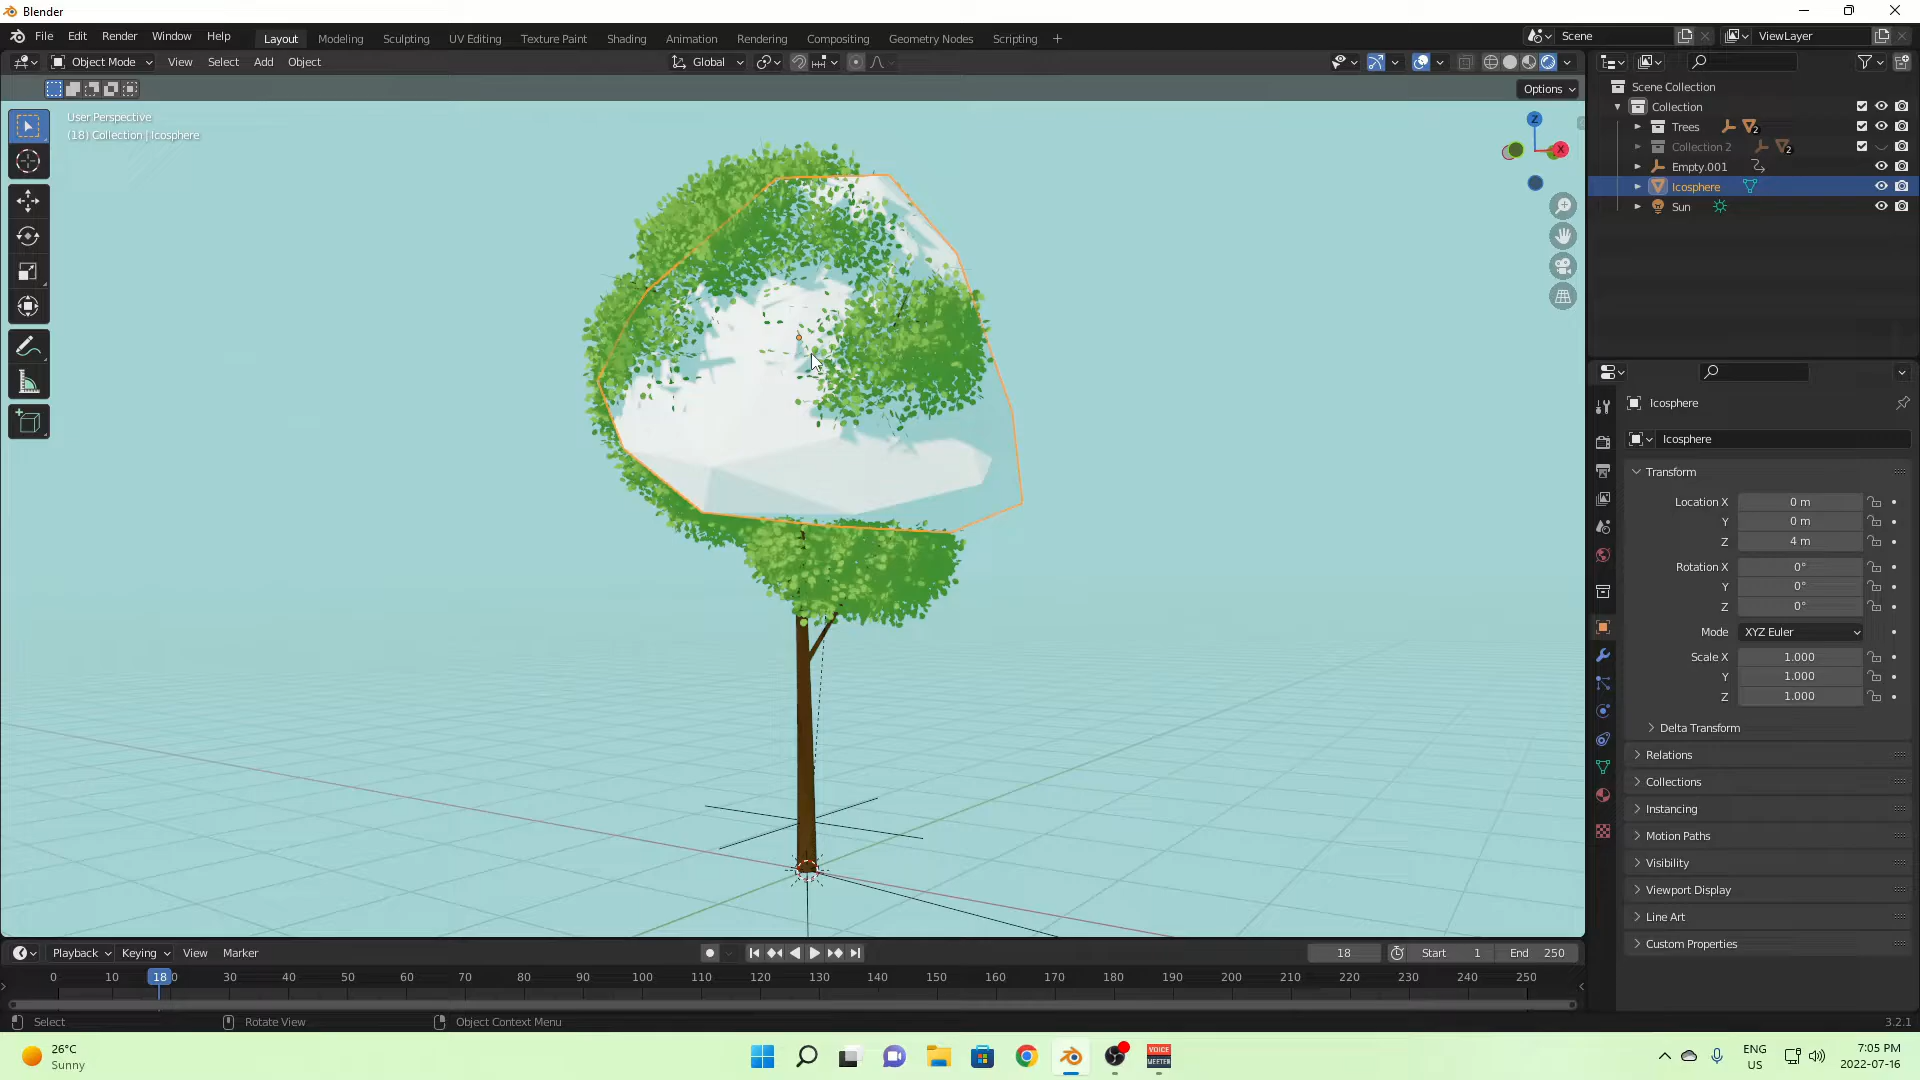 Blender
File Edit Render Window Help
Layout Modeling Sculpting UV Editing Texture Paint Shading Animation Rendering Compositing Geometry Nodes Scripting +
Scene
ViewLayer
Object Mode View Select Add Object
Global
Options
User Perspective
(18) Collection | Icosphere
Z
X
Scene Collection
Collection
Trees 2
Collection 2 2
Empty.001
Icosphere
Sun
Icosphere
Icosphere
Transform
Location X 0 m
Y 0 m
Z 4 m
Rotation X 0°
Y 0°
Z 0°
Mode XYZ Euler
Scale X 1.000
Y 1.000
Z 1.000
Delta Transform
Relations
Collections
Instancing
Motion Paths
Visibility
Viewport Display
Line Art
Custom Properties
Playback Keying View Marker
18 Start 1 End 250
0 10 18 0 30 40 50 60 70 80 90 100 110 120 130 140 150 160 170 180 190 200 210 220 230 240 250
Select Rotate View Object Context Menu
3.2.1
26°C
Sunny
VOICE
MEETER
ENG
US
7:05 PM
2022-07-16